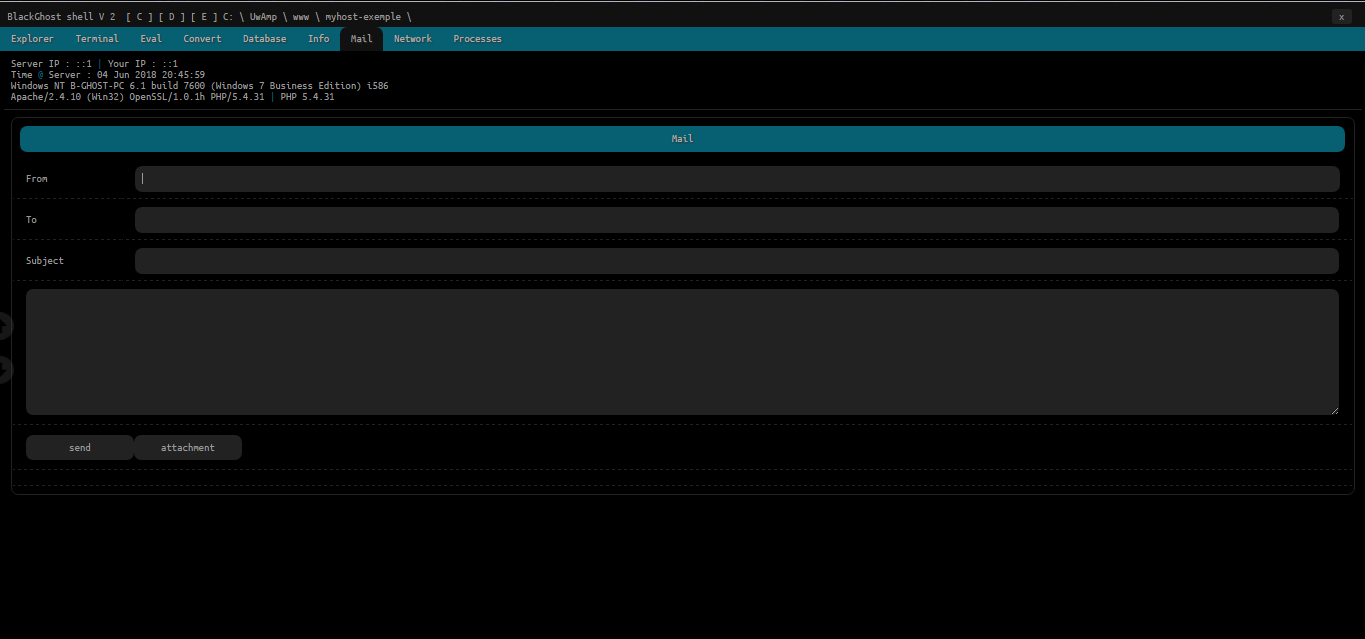 BlackGhost shell V 2 [ C ] [ D ] [ E ] C: \ UwAmp \ www \ myhost-exemple \
x
Explorer Terminal Eval Convert Database Info Mail Network Processes
Server IP : ::1 | Your IP : ::1
Time @ Server : 04 Jun 2018 20:45:59
Windows NT B-GHOST-PC 6.1 build 7600 (Windows 7 Business Edition) i586
Apache/2.4.10 (Win32) OpenSSL/1.0.1h PHP/5.4.31 | PHP 5.4.31
Mail
From
To
Subject
send attachment